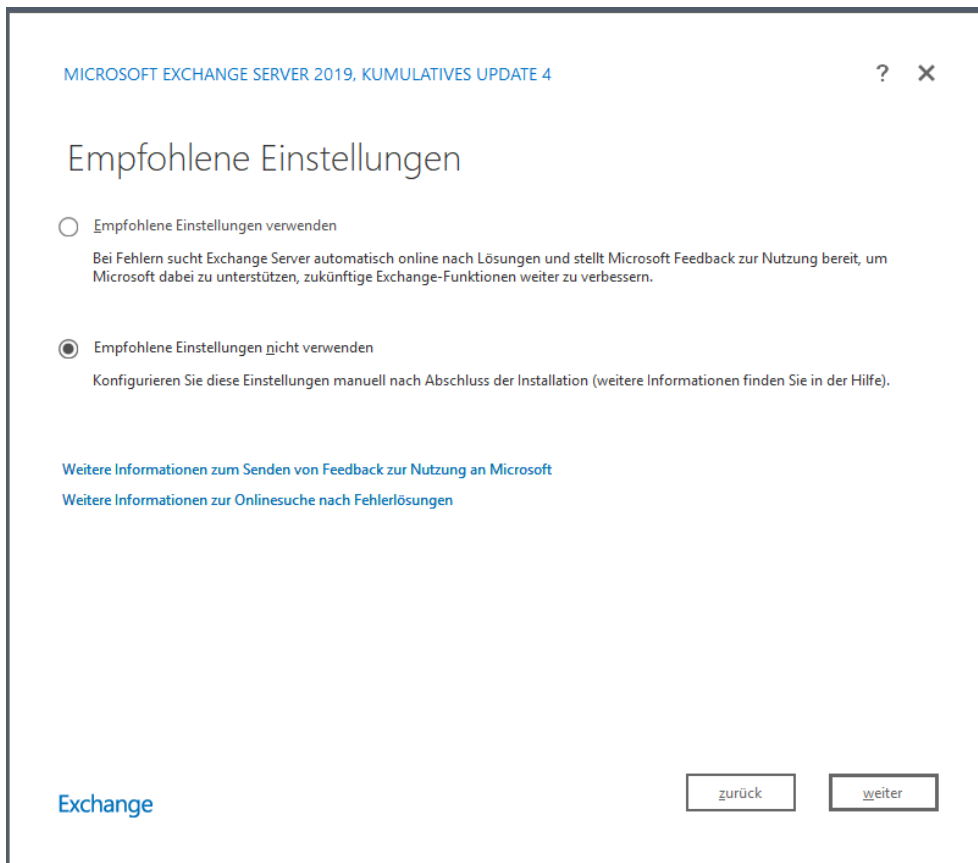 MICROSOFT EXCHANGE SERVER 2019, KUMULATIVES UPDATE 4
? ✕
Empfohlene Einstellungen
Empfohlene Einstellungen verwenden
Bei Fehlern sucht Exchange Server automatisch online nach Lösungen und stellt Microsoft Feedback zur Nutzung bereit, um
Microsoft dabei zu unterstützen, zukünftige Exchange-Funktionen weiter zu verbessern.
Empfohlene Einstellungen nicht verwenden
Konfigurieren Sie diese Einstellungen manuell nach Abschluss der Installation (weitere Informationen finden Sie in der Hilfe).
Weitere Informationen zum Senden von Feedback zur Nutzung an Microsoft
Weitere Informationen zur Onlinesuche nach Fehlerlösungen
Exchange
zurück
weiter